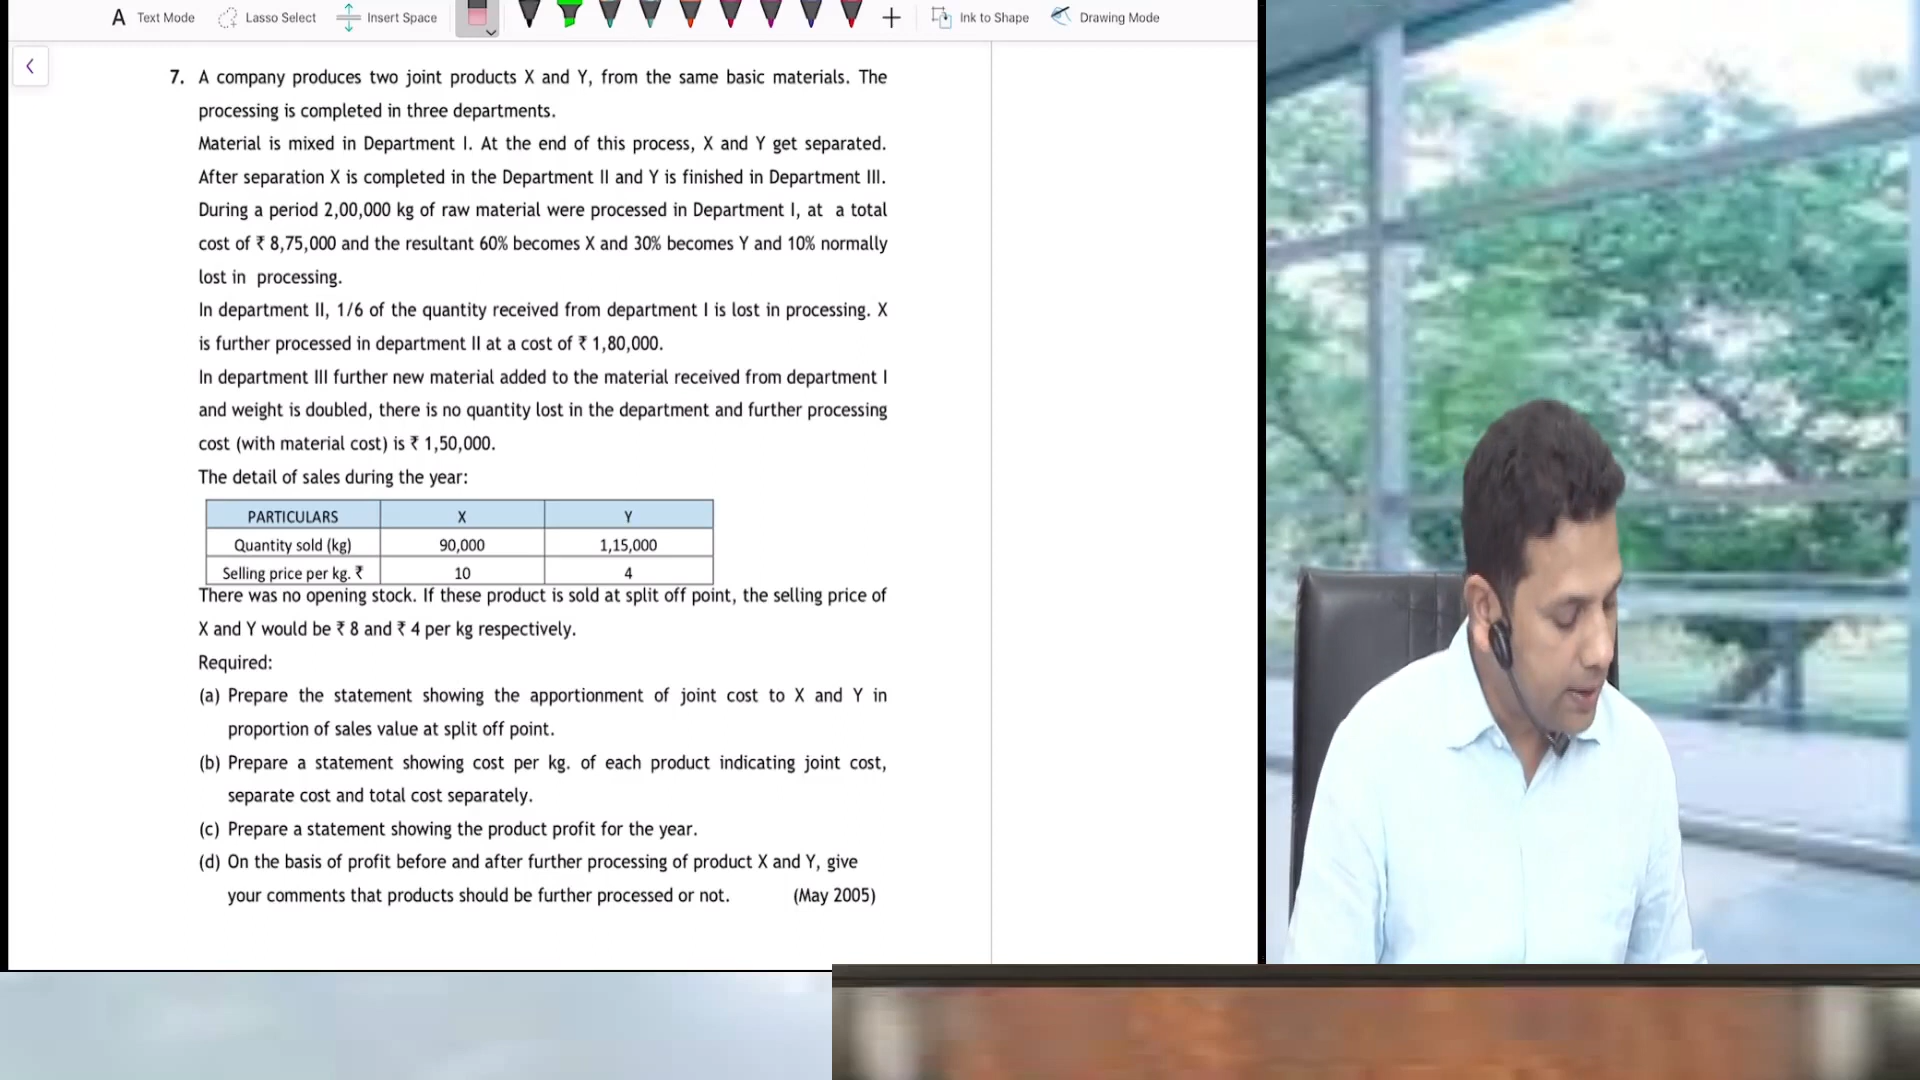 A Text Mode Lasso Select Insert Space Ink to Shape Drawing Mode
7. A company produces two joint products X and Y, from the same basic materials. The
processing is completed in three departments.
Material is mixed in Department I. At the end of this process, X and Y get separated.
After separation X is completed in the Department II and Y is finished in Department III.
During a period 2,00,000 kg of raw material were processed in Department I, at a total
cost of ₹ 8,75,000 and the resultant 60% becomes X and 30% becomes Y and 10% normally
lost in processing.
In department II, 1/6 of the quantity received from department I is lost in processing. X
is further processed in department II at a cost of ₹ 1,80,000.
In department III further new material added to the material received from department I
and weight is doubled, there is no quantity lost in the department and further processing
cost (with material cost) is ₹ 1,50,000.
The detail of sales during the year:
PARTICULARS X Y
Quantity sold (kg) 90,000 1,15,000
Selling price per kg. ₹ 10 4
There was no opening stock. If these product is sold at split off point, the selling price of
X and Y would be ₹ 8 and ₹ 4 per kg respectively.
Required:
(a) Prepare the statement showing the apportionment of joint cost to X and Y in
proportion of sales value at split off point.
(b) Prepare a statement showing cost per kg. of each product indicating joint cost,
separate cost and total cost separately.
(c) Prepare a statement showing the product profit for the year.
(d) On the basis of profit before and after further processing of product X and Y, give
your comments that products should be further processed or not. (May 2005)